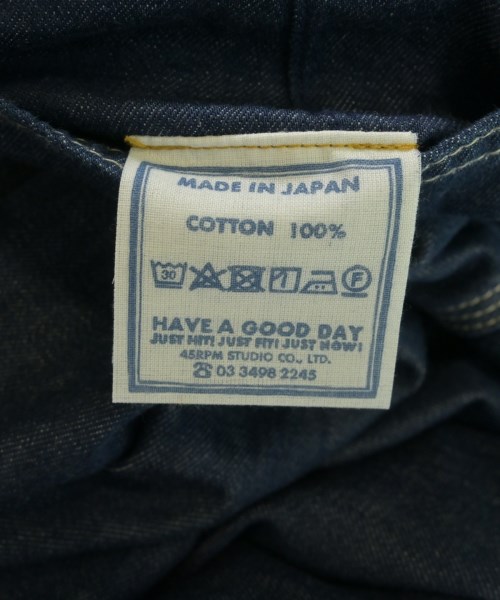 MADE IN JAPAN
COTTON 100%
30 F
HAVE A GOOD DAY
JUST HIT! JUST FIT! JUST NOW!
45RPM STUDIO CO., LTD.
☎ 03 3498 2245